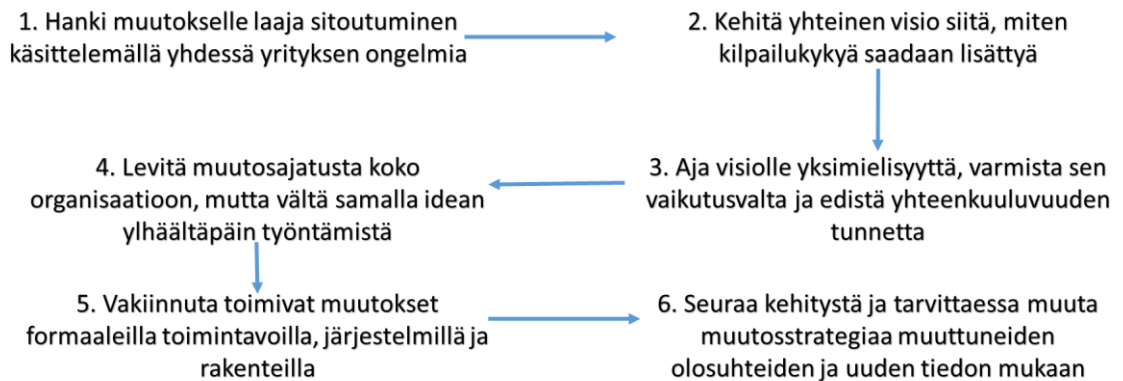 1. Hanki muutokselle laaja sitoutuminen
käsittelemällä yhdessä yrityksen ongelmia
2. Kehitä yhteinen visio siitä, miten
kilpailukykyä saadaan lisättyä
3. Aja visiolle yksimielisyyttä, varmista sen
vaikutusvalta ja edistä yhteenkuuluvuuden
tunnetta
4. Levitä muutosajatusta koko
organisaatioon, mutta vältä samalla idean
ylhäältäpäin työntämistä
5. Vakiinnuta toimivat muutokset
formaaleilla toimintavoilla, järjestelmillä ja
rakenteilla
6. Seuraa kehitystä ja tarvittaessa muuta
muutosstrategiaa muuttuneiden
olosuhteiden ja uuden tiedon mukaan